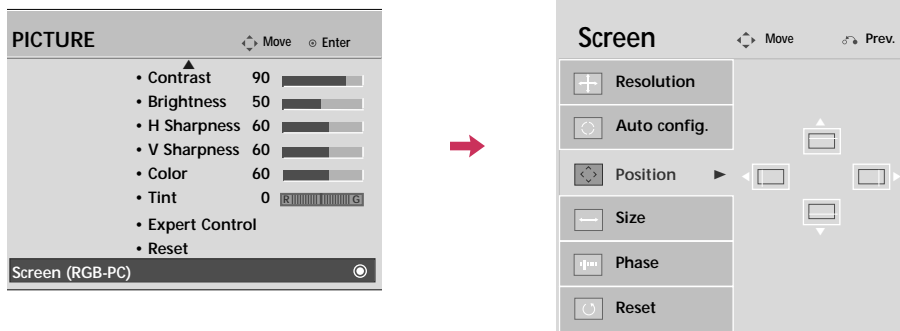 PICTURE
Move Enter
• Contrast 90
• Brightness 50
• H Sharpness 60
• V Sharpness 60
• Color 60
• Tint 0 R G
• Expert Control
• Reset
Screen (RGB-PC)
Screen
Move Prev.
Resolution
Auto config.
Position
Size
Phase
Reset